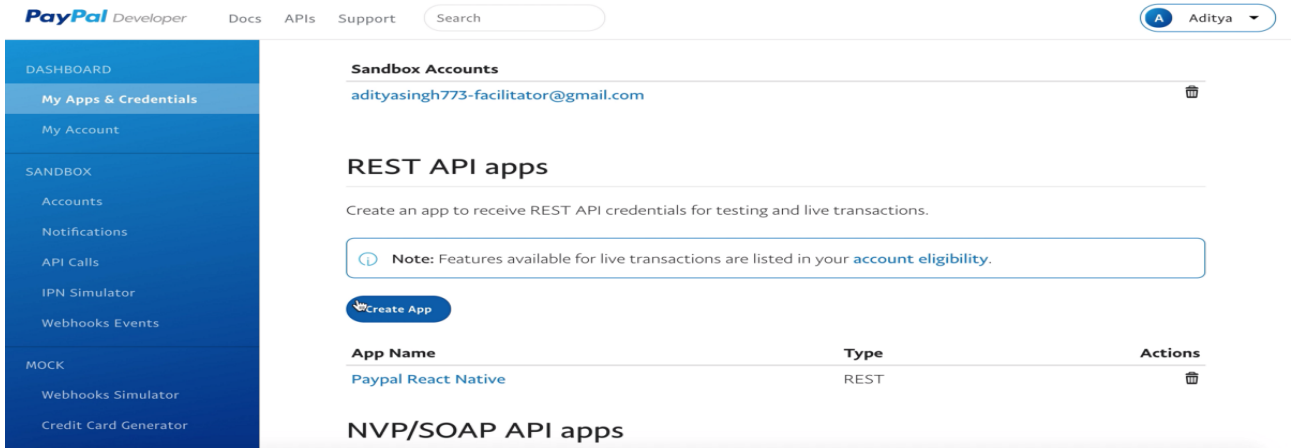 PayPal Developer Docs APIs Support Search A Aditya
DASHBOARD
My Apps & Credentials
My Account
SANDBOX
Accounts
Notifications
API Calls
IPN Simulator
Webhooks Events
MOCK
Webhooks Simulator
Credit Card Generator
Sandbox Accounts
adityasingh773-facilitator@gmail.com
REST API apps
Create an app to receive REST API credentials for testing and live transactions.
Note: Features available for live transactions are listed in your account eligibility.
Create App
App Name Type Actions
Paypal React Native REST
NVP/SOAP API apps